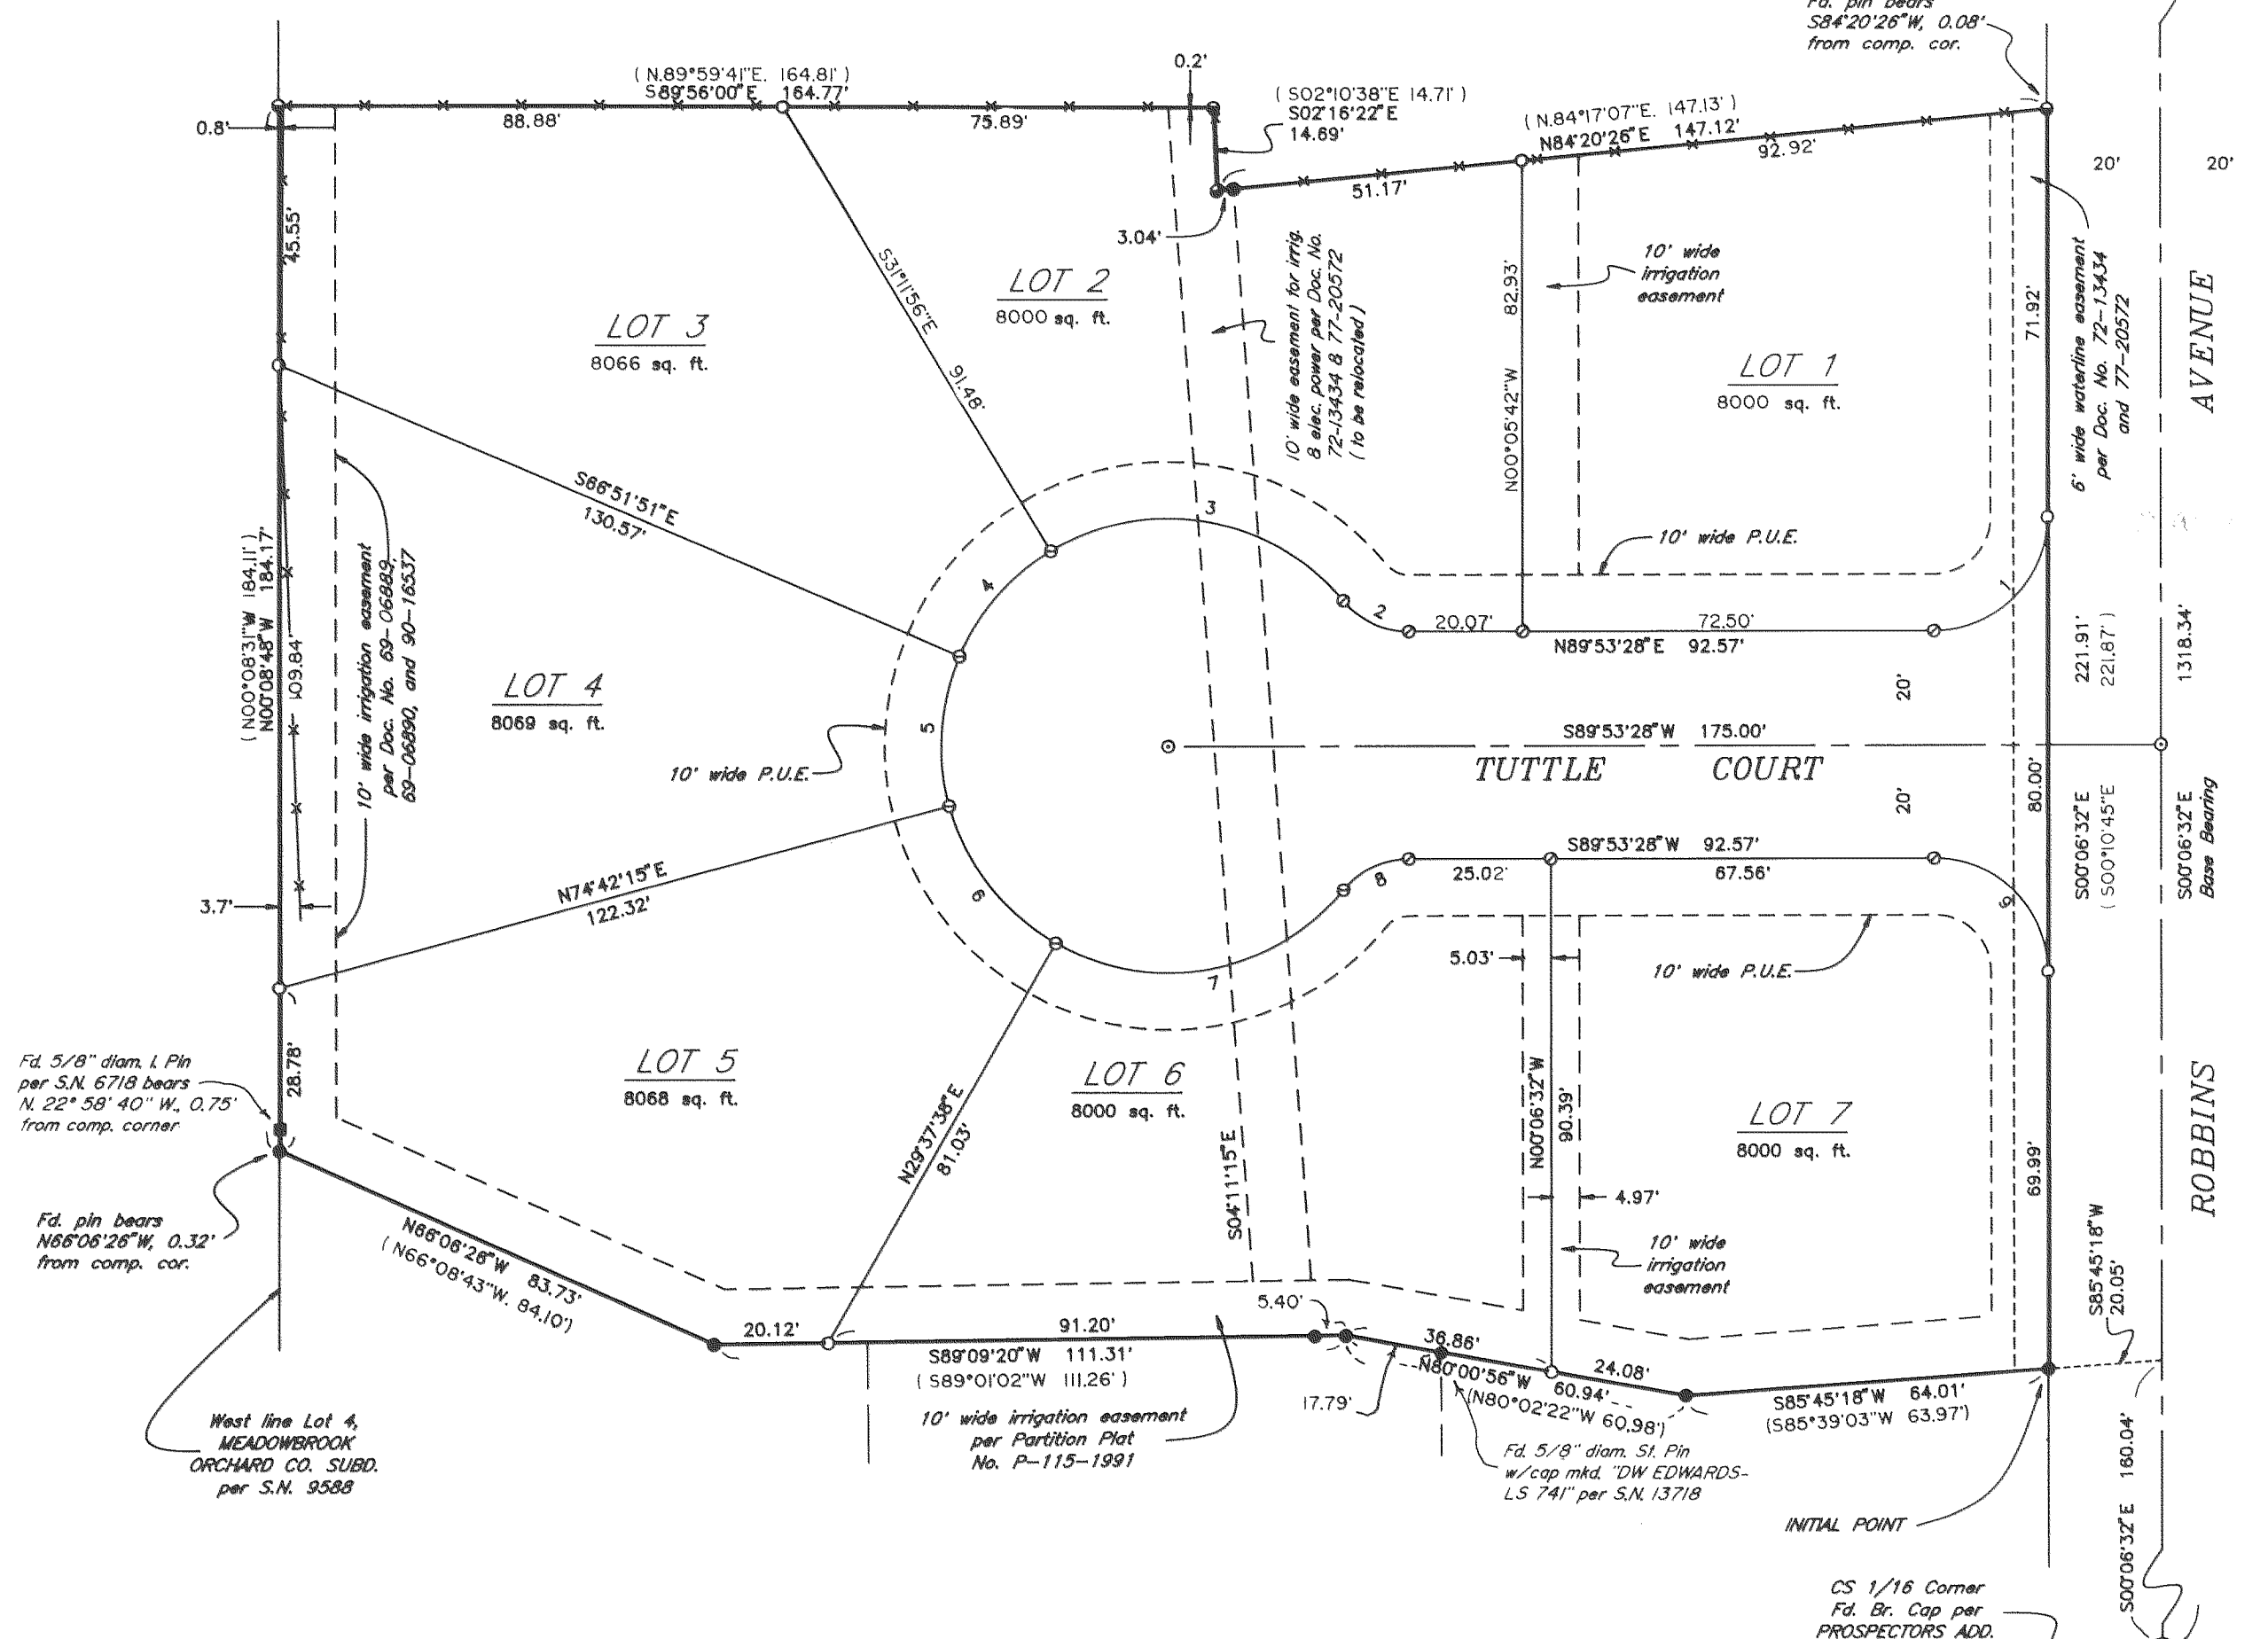 Fd. pin bears
S84°20'26"W, 0.08'
from comp. cor.
0.2'
( N.89°59'41"E. 164.81' )
S89°56'00"E 164.77'
88.88'
75.89'
0.8'
( S02°10'38"E 14.71' )
S02°16'22"E
14.69'
( N.84°17'07"E. 147.13' )
N84°20'26"E 147.12'
92.92'
51.17'
3.04'
20'
20'
45.55'
S31°11'56"E
91.48'
LOT 2
8000 sq. ft.
LOT 3
8066 sq. ft.
10' wide easement for irrig.
& elec. power per Doc. No.
72-13434 & 77-20572
( to be relocated )
82.93'
N00°05'42"W
10' wide
irrigation
easement
LOT 1
8000 sq. ft.
71.92'
6' wide waterline easement
per Doc. No. 72-13434
and 77-20572
AVENUE
S66°51'51"E
130.57'
3
4
2
1
10' wide P.U.E.
20.07'
72.50'
N89°53'28"E 92.57'
( N00°08'31"W 184.11' )
N00°08'48"W 184.17'
109.84'
10' wide irrigation easement
per Doc. No. 69-06889,
69-06890, and 90-16537
LOT 4
8069 sq. ft.
5
10' wide P.U.E.
20'
S89°53'28"W 175.00'
TUTTLE COURT
20'
221.91'
221.87' )
1318.34'
80.00'
S00°06'32"E
( S00°10'45"E
S00°06'32"E
Base Bearing
S89°53'28"W 92.57'
25.02'
67.56'
8
9
3.7'
N74°42'15"E
122.32'
6
7
5.03'
10' wide P.U.E.
28.78'
Fd. 5/8" diam. I. Pin
per S.N. 6718 bears
N. 22° 58' 40" W., 0.75'
from comp. corner
LOT 5
8068 sq. ft.
LOT 6
8000 sq. ft.
N29°37'38"E
81.03'
S04°11'15"E
N00°06'32"W
90.39'
LOT 7
8000 sq. ft.
4.97'
69.99'
ROBBINS
Fd. pin bears
N66°06'26"W, 0.32'
from comp. cor.
N66°06'26"W 83.73'
( N66°08'43"W. 84.10')
10' wide
irrigation
easement
S85°45'18"W
20.05'
5.40'
20.12'
91.20'
36.86'
S89°09'20"W 111.31'
( S89°01'02"W 111.26' )
N80°00'56"W 60.94'
(N80°02'22"W 60.98')
24.08'
17.79'
S85°45'18"W 64.01'
(S85°39'03"W 63.97')
West line Lot 4,
MEADOWBROOK
ORCHARD CO. SUBD.
per S.N. 9588
10' wide irrigation easement
per Partition Plat
No. P-115-1991
Fd. 5/8" diam. St. Pin
w/cap mkd. "DW EDWARDS-
LS 741" per S.N. 13718
INITIAL POINT
S00°06'32"E 160.04'
CS 1/16 Corner
Fd. Br. Cap per
PROSPECTORS ADD.